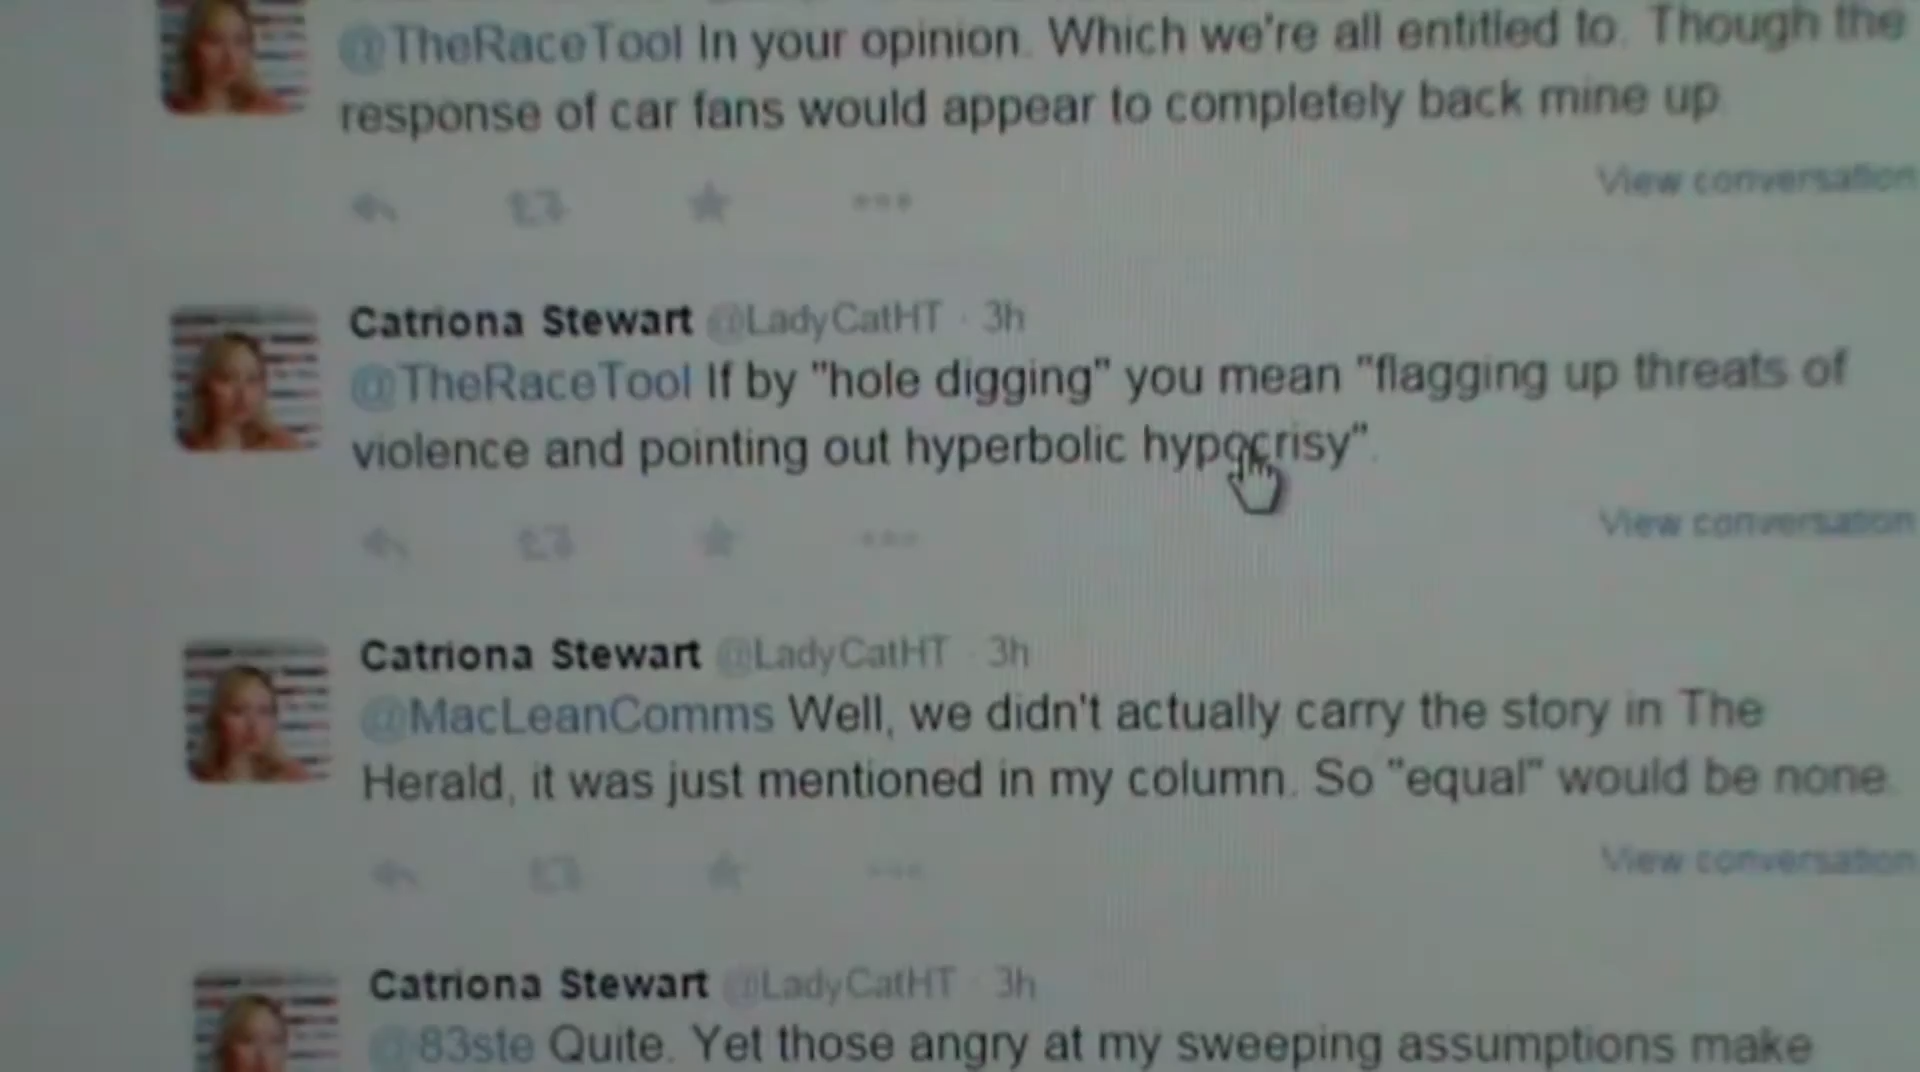 @TheRaceTool In your opinion. Which we're all entitled to. Though the
response of car fans would appear to completely back mine up.
View conversation
Catriona Stewart @LadyCatHT · 3h
@TheRaceTool If by "hole digging" you mean "flagging up threats of
violence and pointing out hyperbolic hypocrisy".
View conversation
Catriona Stewart @LadyCatHT · 3h
@MacLeanComms Well, we didn't actually carry the story in The
Herald, it was just mentioned in my column. So "equal" would be none.
View conversation
Catriona Stewart @LadyCatHT · 3h
@83ste Quite. Yet those angry at my sweeping assumptions make